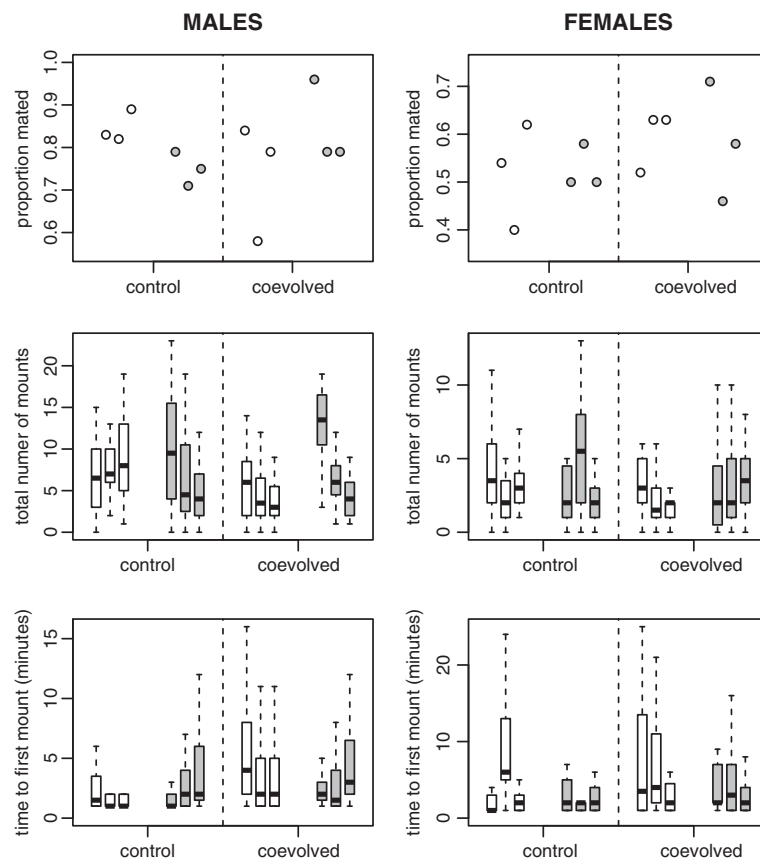 MALES
FEMALES
proportion mated
1.0
0.9
0.8
0.7
0.6
control
coevolved
proportion mated
0.7
0.6
0.5
0.4
control
coevolved
total numer of mounts
20
15
10
5
0
control
coevolved
total numer of mounts
10
5
0
control
coevolved
time to first mount (minutes)
15
10
5
0
control
coevolved
time to first mount (minutes)
20
10
0
control
coevolved